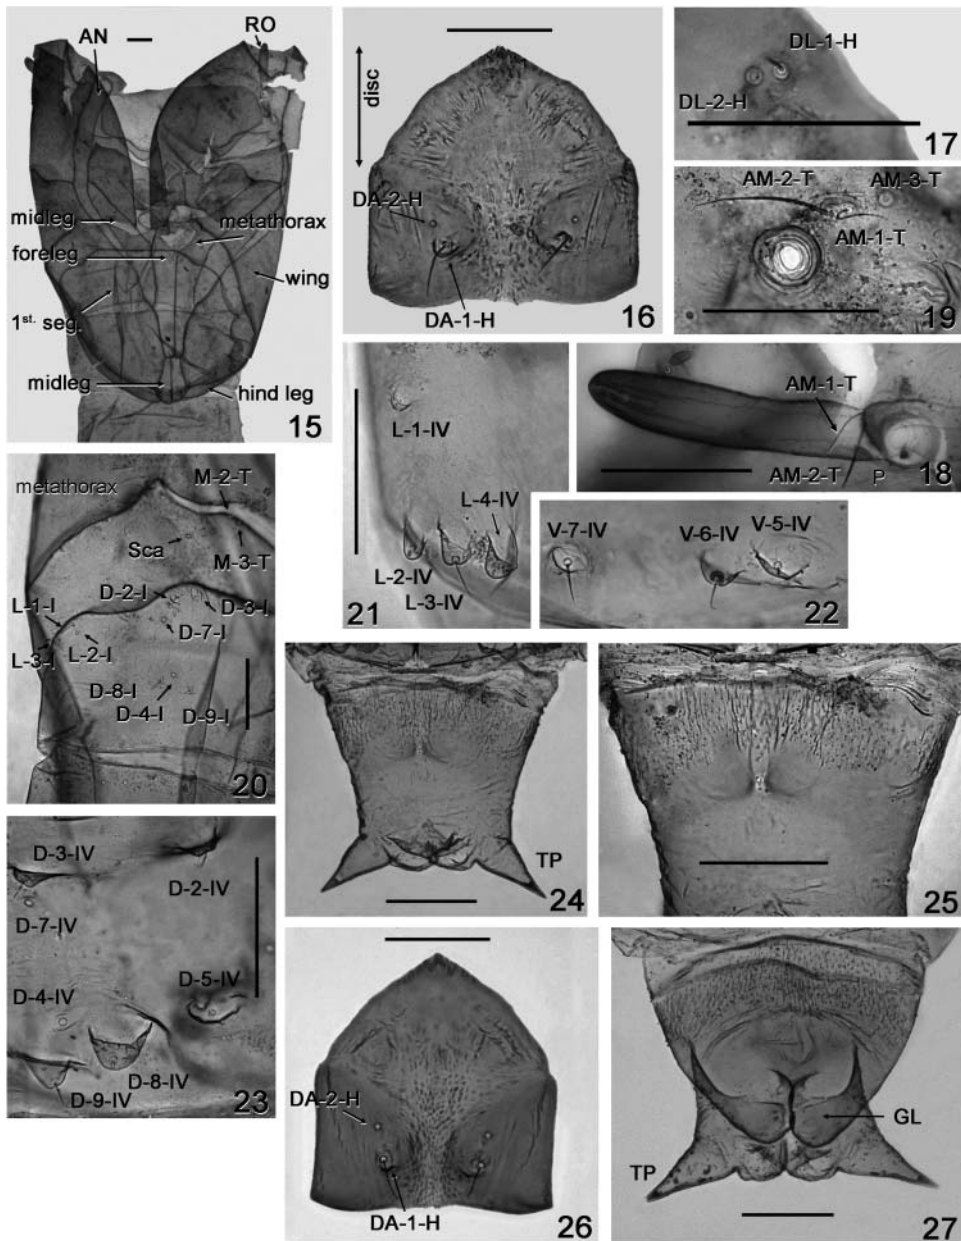 AN
RO
midleg
metathorax
foreleg
wing
1st. seg.
midleg
hind leg
15
disc
DA-2-H
DA-1-H
16
DL-1-H
DL-2-H
17
AM-2-T
AM-3-T
AM-1-T
19
AM-1-T
AM-2-T
P
18
metathorax
M-2-T
Sca
M-3-T
D-2-I
D-3-I
L-1-I
D-7-I
L-2-I
L-3-I
D-8-I
D-4-I
D-9-I
20
L-1-IV
L-4-IV
L-2-IV
L-3-IV
21
V-7-IV
V-6-IV
V-5-IV
22
D-3-IV
D-2-IV
D-7-IV
D-5-IV
D-4-IV
D-8-IV
D-9-IV
23
TP
24
25
DA-2-H
DA-1-H
26
GL
TP
27